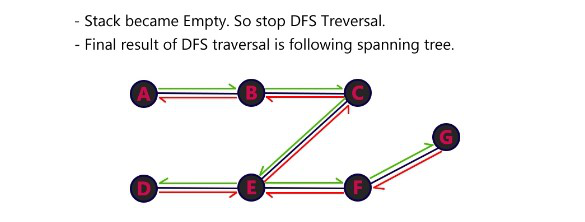 - Stack became Empty. So stop DFS Treversal.
- Final result of DFS traversal is following spanning tree.
A B C
G
D E F